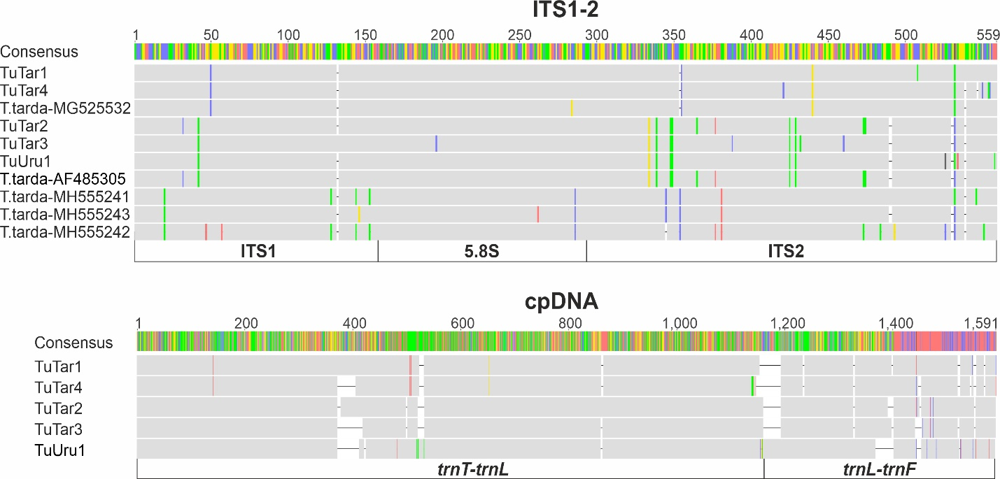 ITS1-2
1 50 100 150 200 250 300 350 400 450 500 559
Consensus
TuTar1
TuTar4
T.tarda-MG525532
TuTar2
TuTar3
TuUru1
T.tarda-AF485305
T.tarda-MH555241
T.tarda-MH555243
T.tarda-MH555242
ITS1 5.8S ITS2
cpDNA
1 200 400 600 800 1,000 1,200 1,400 1,591
Consensus
TuTar1
TuTar4
TuTar2
TuTar3
TuUru1
trnT-trnL trnL-trnF